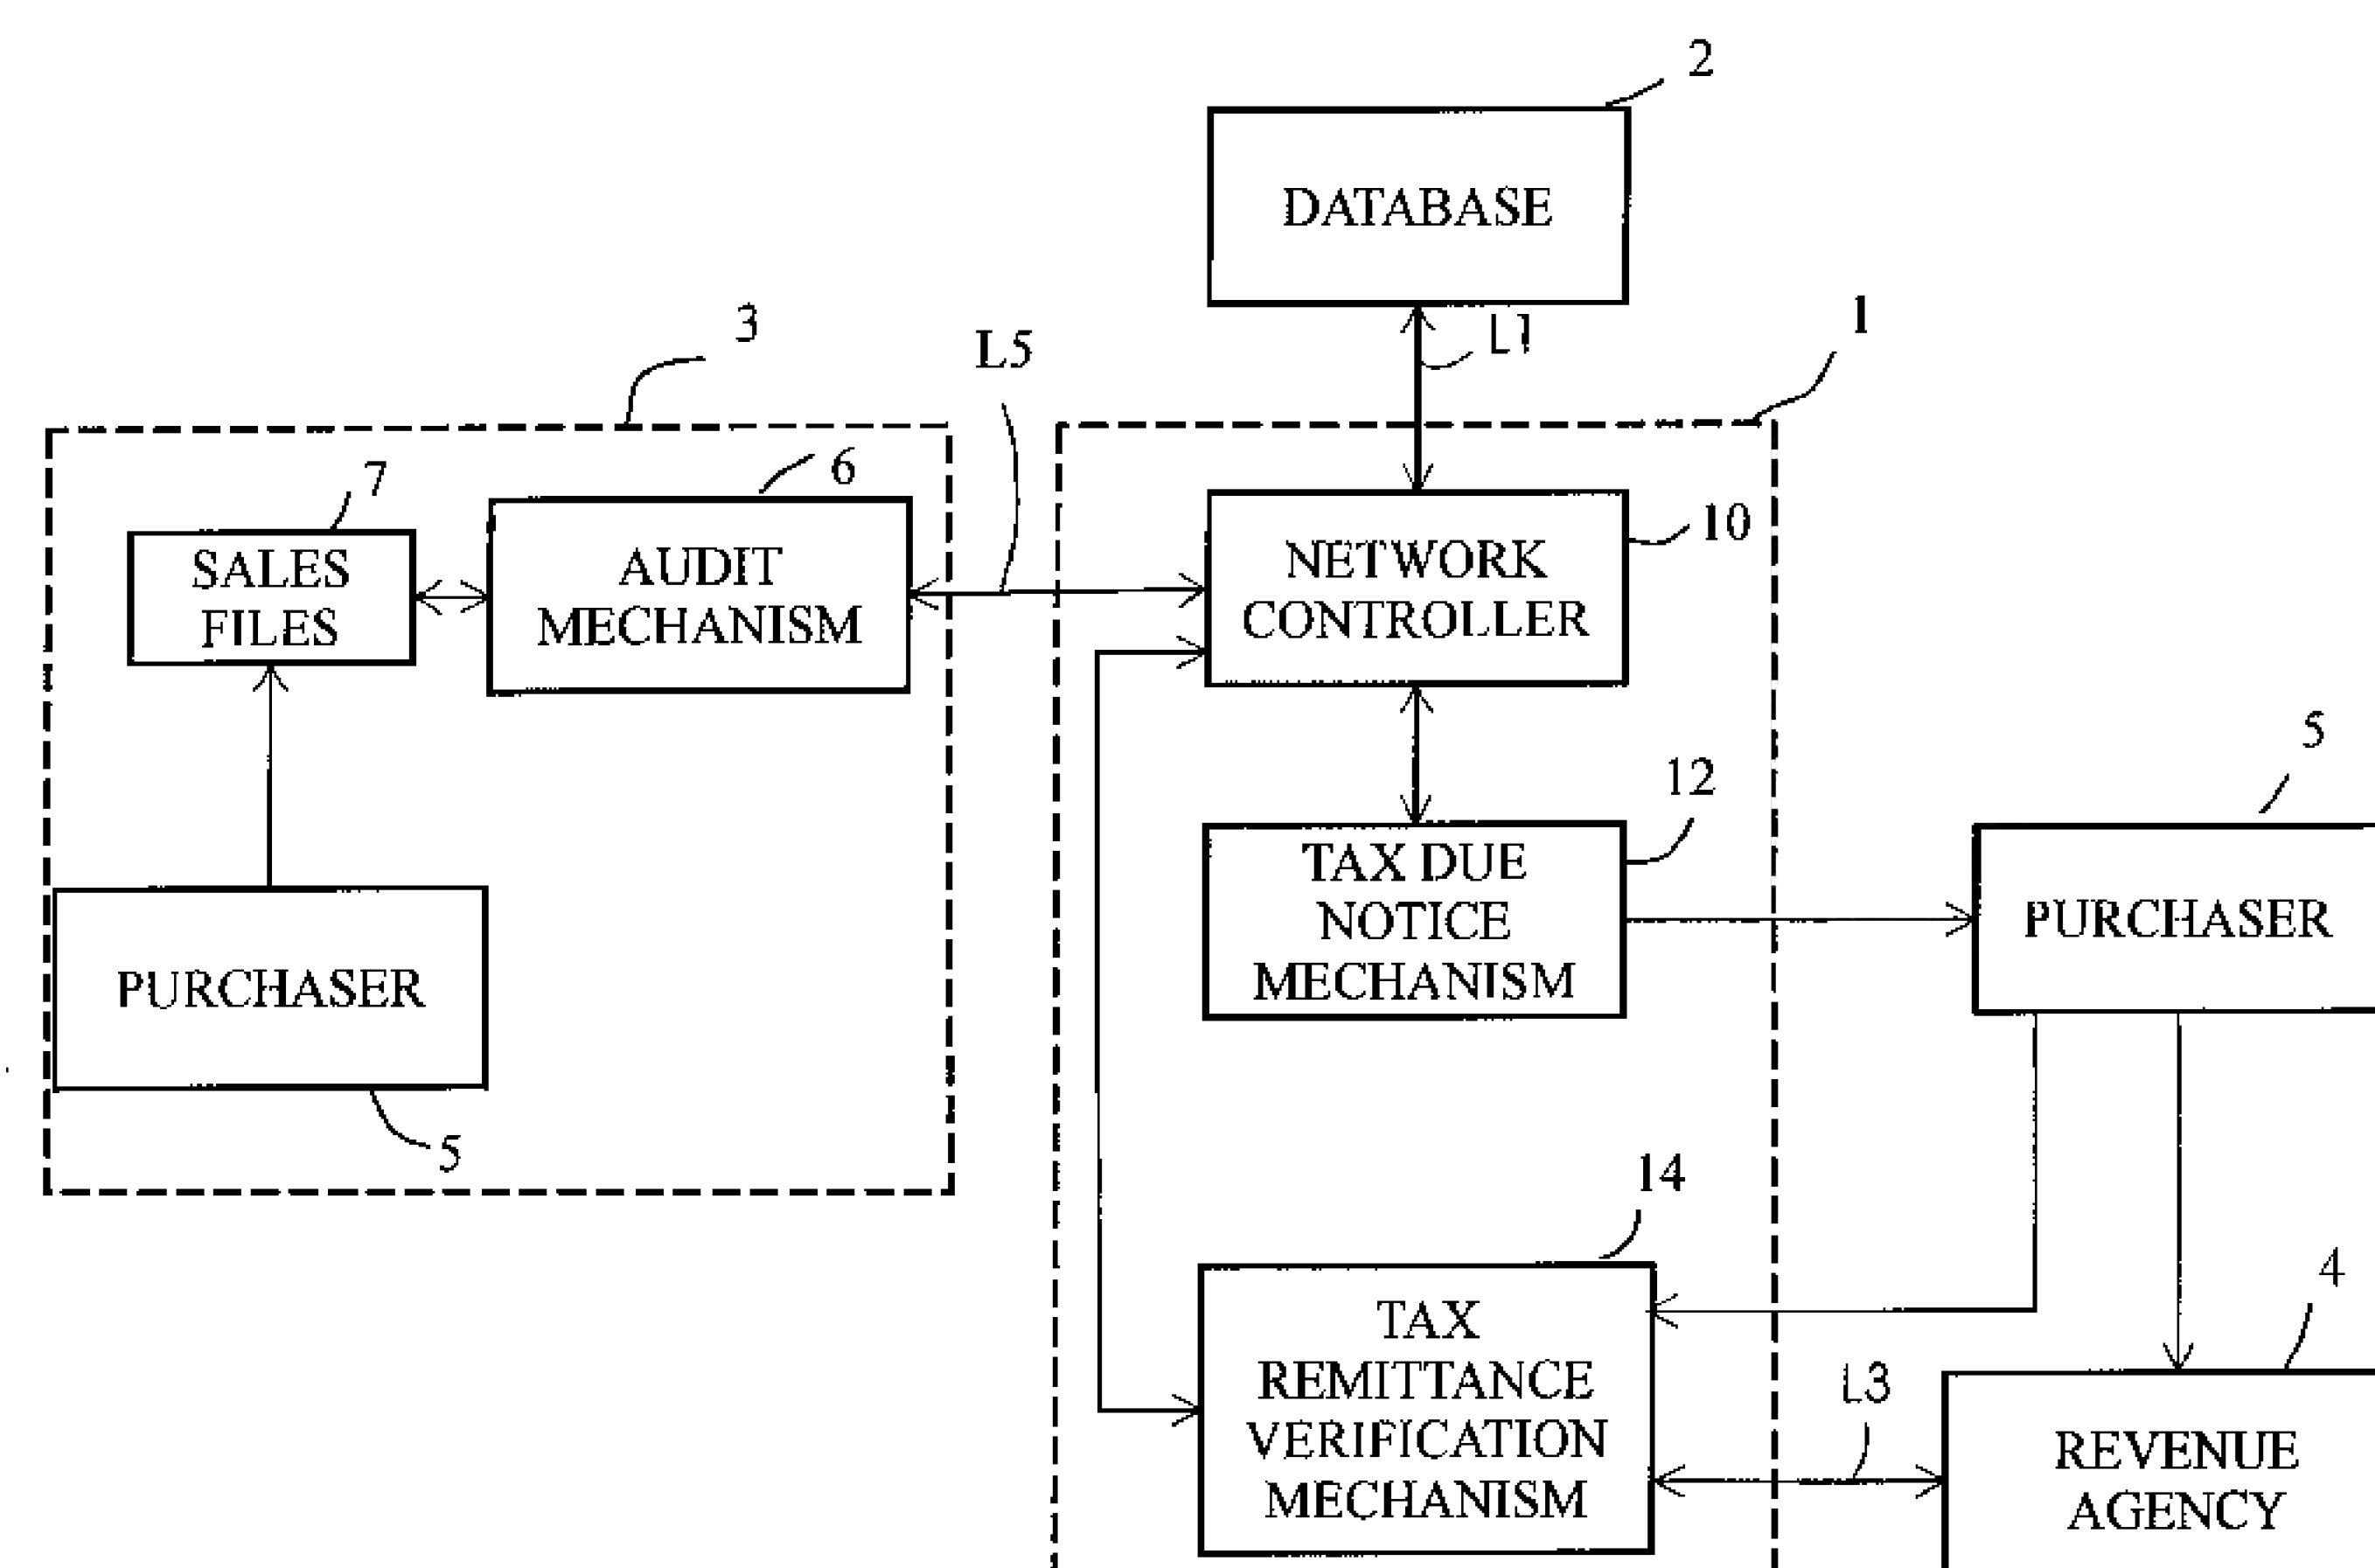 2
DATABASE
L1
1
3
L5
7
6
10
SALES
FILES
AUDIT
MECHANISM
NETWORK
CONTROLLER
5
12
TAX DUE
NOTICE
MECHANISM
PURCHASER
PURCHASER
5
14
4
TAX
REMITTANCE
VERIFICATION
MECHANISM
L3
REVENUE
AGENCY